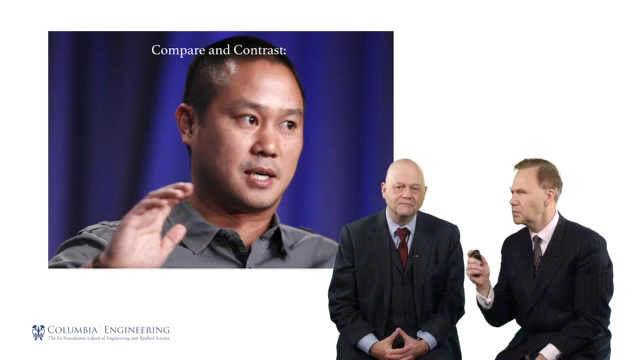 Compare and Contrast:
COLUMBIA | ENGINEERING
The Fu Foundation School of Engineering and Applied Science